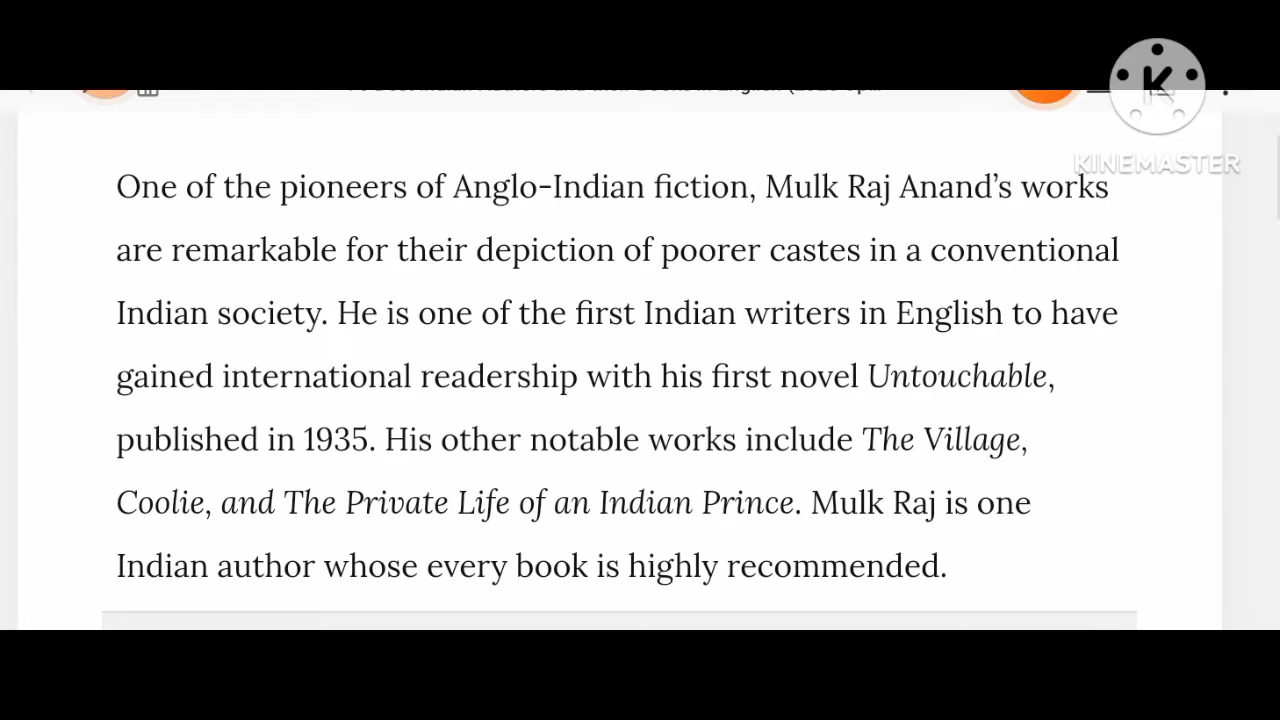 KINEMASTER
One of the pioneers of Anglo-Indian fiction, Mulk Raj Anand’s works
are remarkable for their depiction of poorer castes in a conventional
Indian society. He is one of the first Indian writers in English to have
gained international readership with his first novel Untouchable,
published in 1935. His other notable works include The Village,
Coolie, and The Private Life of an Indian Prince. Mulk Raj is one
Indian author whose every book is highly recommended.